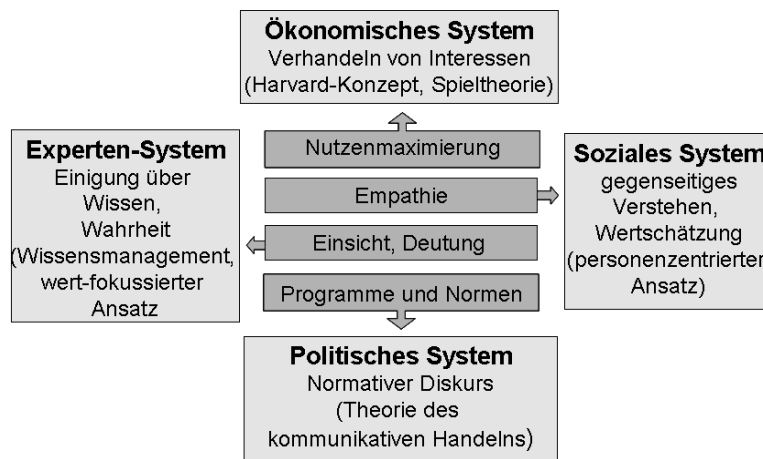 Ökonomisches System
Verhandeln von Interessen
(Harvard-Konzept, Spieltheorie)
Experten-System
Einigung über
Wissen,
Wahrheit
(Wissensmanagement,
wert-fokussierter
Ansatz
Nutzenmaximierung
Empathie
Einsicht, Deutung
Programme und Normen
Soziales System
gegenseitiges
Verstehen,
Wertschätzung
(personenzentrierter
Ansatz)
Politisches System
Normativer Diskurs
(Theorie des
kommunikativen Handelns)